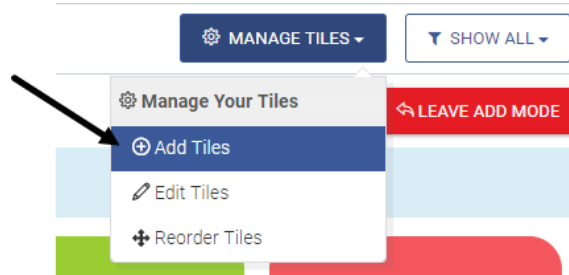 MANAGE TILES
SHOW ALL
Manage Your Tiles
LEAVE ADD MODE
Add Tiles
Edit Tiles
Reorder Tiles